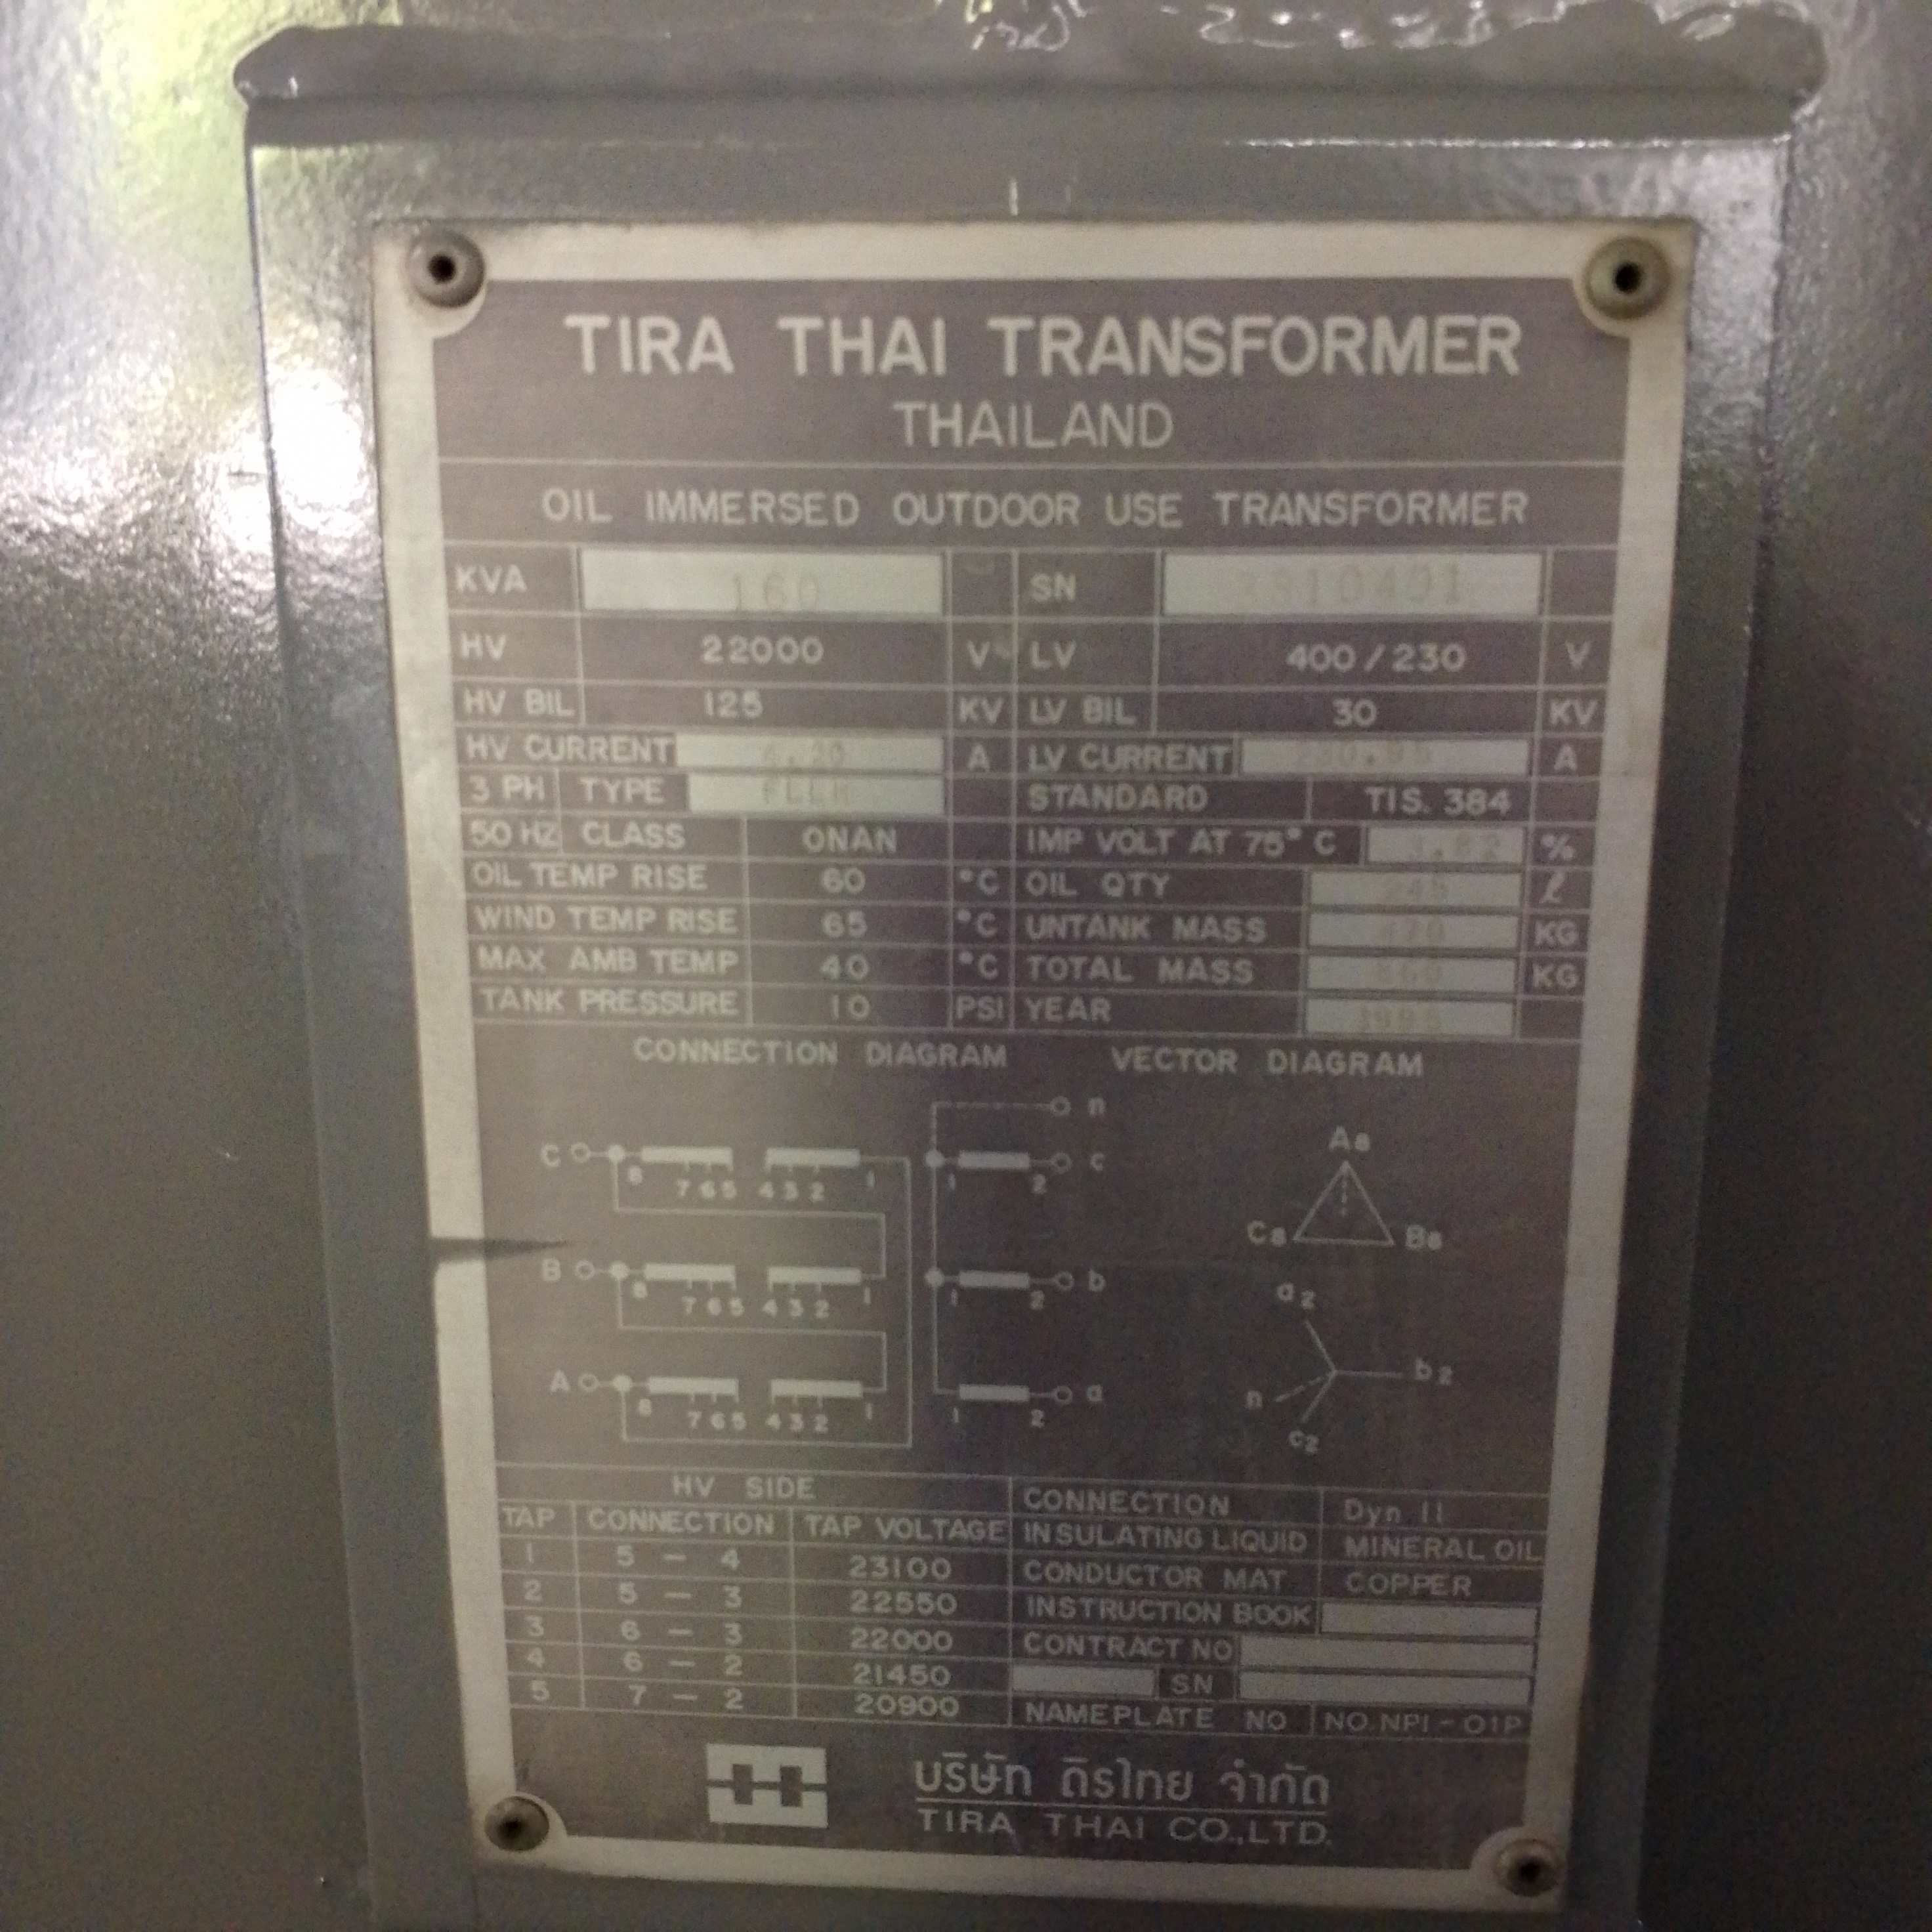 TIRA THAI TRANSFORMER
THAILAND
OIL IMMERSED OUTDOOR USE TRANSFORMER
KVA 160 SN
HV 22000 V LV 400/230 V
HV BIL 125 KV LV BIL 30 KV
HV CURRENT 4.20 A LV CURRENT A
3 PH TYPE STANDARD TIS. 384
50 HZ CLASS ONAN IMP VOLT AT 75°C %
OIL TEMP RISE 60 °C OIL QTY ℓ
WIND TEMP RISE 65 °C UNTANK MASS KG
MAX AMB TEMP 40 °C TOTAL MASS KG
TANK PRESSURE 10 PSI YEAR
CONNECTION DIAGRAM VECTOR DIAGRAM
n
C 8 7 6 5 4 3 2 1 1 2 c
B 8 7 6 5 4 3 2 1 1 2 b
A 8 7 6 5 4 3 2 1 1 2 a
A8
C8 B8
a2
b2
n
c2
HV SIDE CONNECTION Dyn 11
TAP CONNECTION TAP VOLTAGE INSULATING LIQUID MINERAL OIL
1 5 - 4 23100 CONDUCTOR MAT COPPER
2 5 - 3 22550 INSTRUCTION BOOK
3 6 - 3 22000 CONTRACT NO
4 6 - 2 21450 SN
5 7 - 2 20900 NAMEPLATE NO NO. NPI-01P
บริษัท ถิรไทย จำกัด
TIRA THAI CO.,LTD.